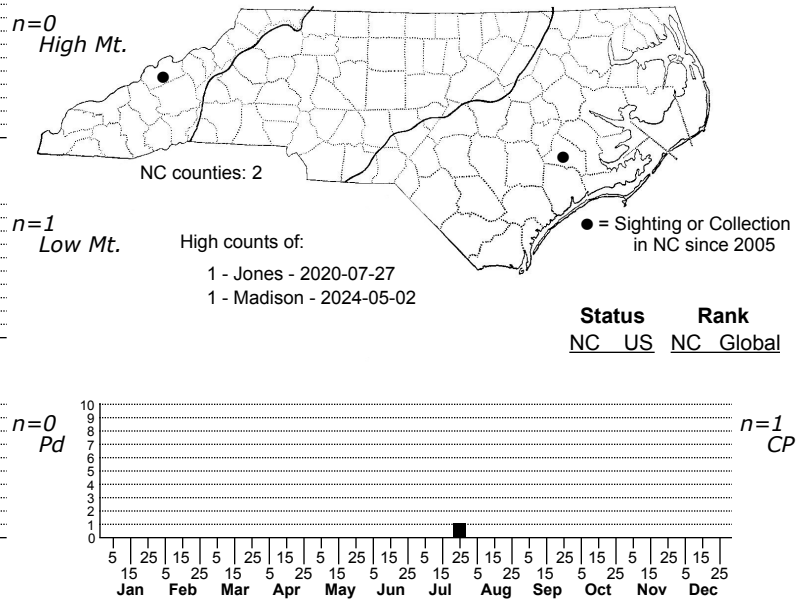 n=0
High Mt.
NC counties: 2
n=1
Low Mt.
High counts of:
1 - Jones - 2020-07-27
1 - Madison - 2024-05-02
● = Sighting or Collection
in NC since 2005
Status Rank
NC US NC Global
n=0
Pd
n=1
CP
10
9
8
7
6
5
4
3
2
1
0
5 25 15 5 25 15 5 25 15 5 25 15 5 25 15 5 25 15
15 5 25 15 5 25 15 5 25 15 5 25 15 5 25 15 5 25
Jan Feb Mar Apr May Jun Jul Aug Sep Oct Nov Dec